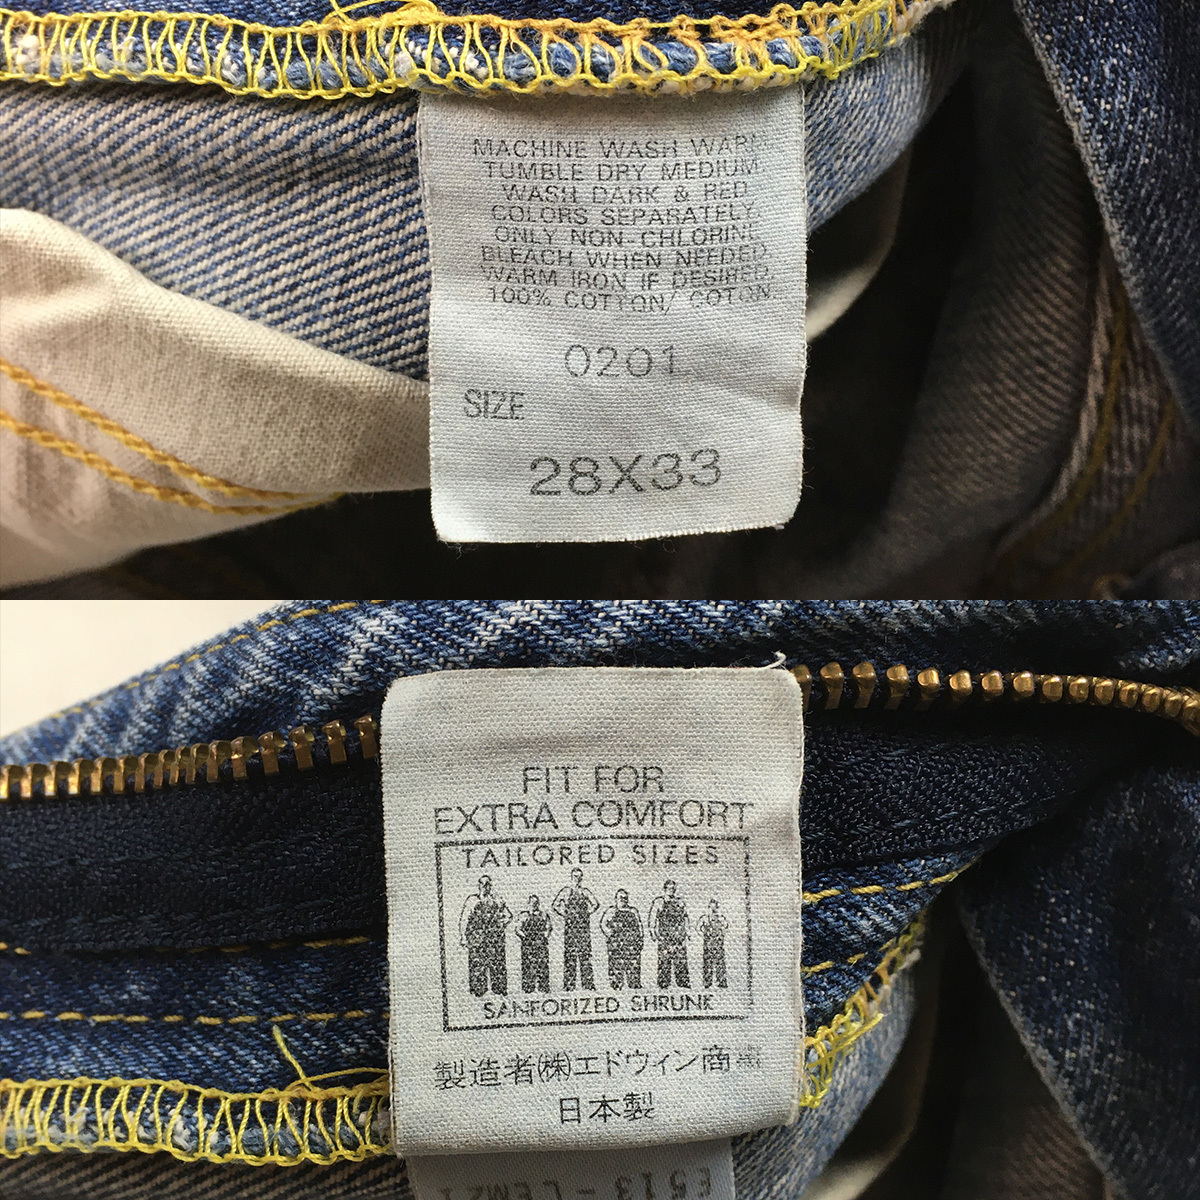 MACHINE WASH WARM
TUMBLE DRY MEDIUM
WASH DARK & RED
COLORS SEPARATELY.
ONLY NON-CHLORINE
BLEACH WHEN NEEDED.
WARM IRON IF DESIRED.
100% COTTON/ COTON.
0201
SIZE
28X33
FIT FOR
EXTRA COMFORT
TAILORED SIZES
SANFORIZED SHRUNK
製造者(株)エドウィン商
日本製